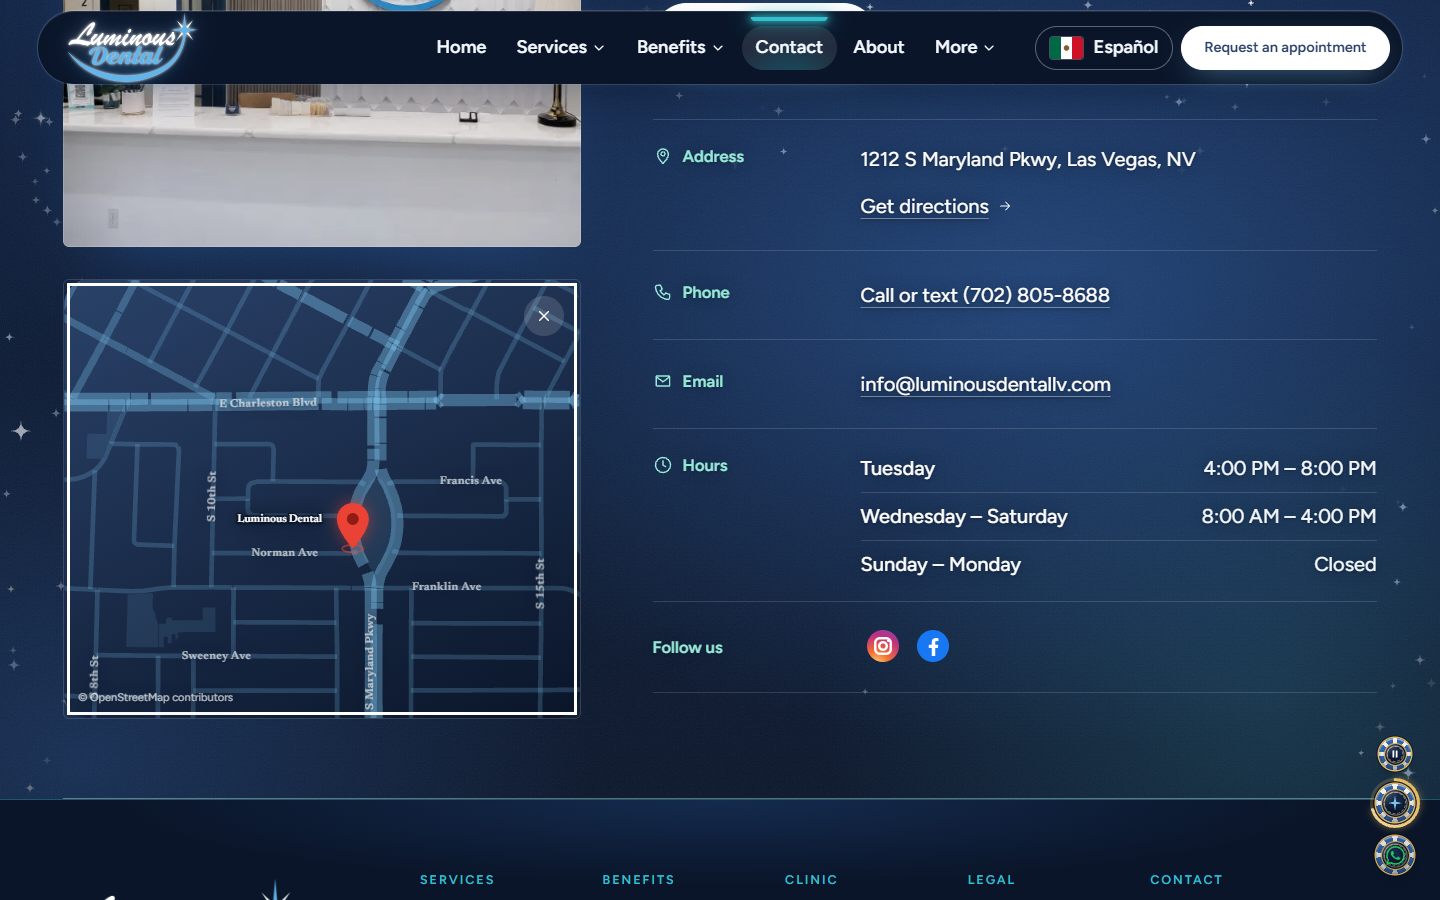 Luminous
Dental
Home
Services
Benefits
Contact
About
More
Español
Request an appointment
Address
1212 S Maryland Pkwy, Las Vegas, NV
Get directions
Phone
Call or text (702) 805-8688
Email
info@luminousdentallv.com
Hours
Tuesday
4:00 PM – 8:00 PM
Wednesday – Saturday
8:00 AM – 4:00 PM
Sunday – Monday
Closed
Follow us
E Charleston Blvd
Francis Ave
S 10th St
Luminous Dental
Norman Ave
Franklin Ave
S 15th St
S Maryland Pkwy
Sweeney Ave
S 8th St
© OpenStreetMap contributors
SERVICES
BENEFITS
CLINIC
LEGAL
CONTACT